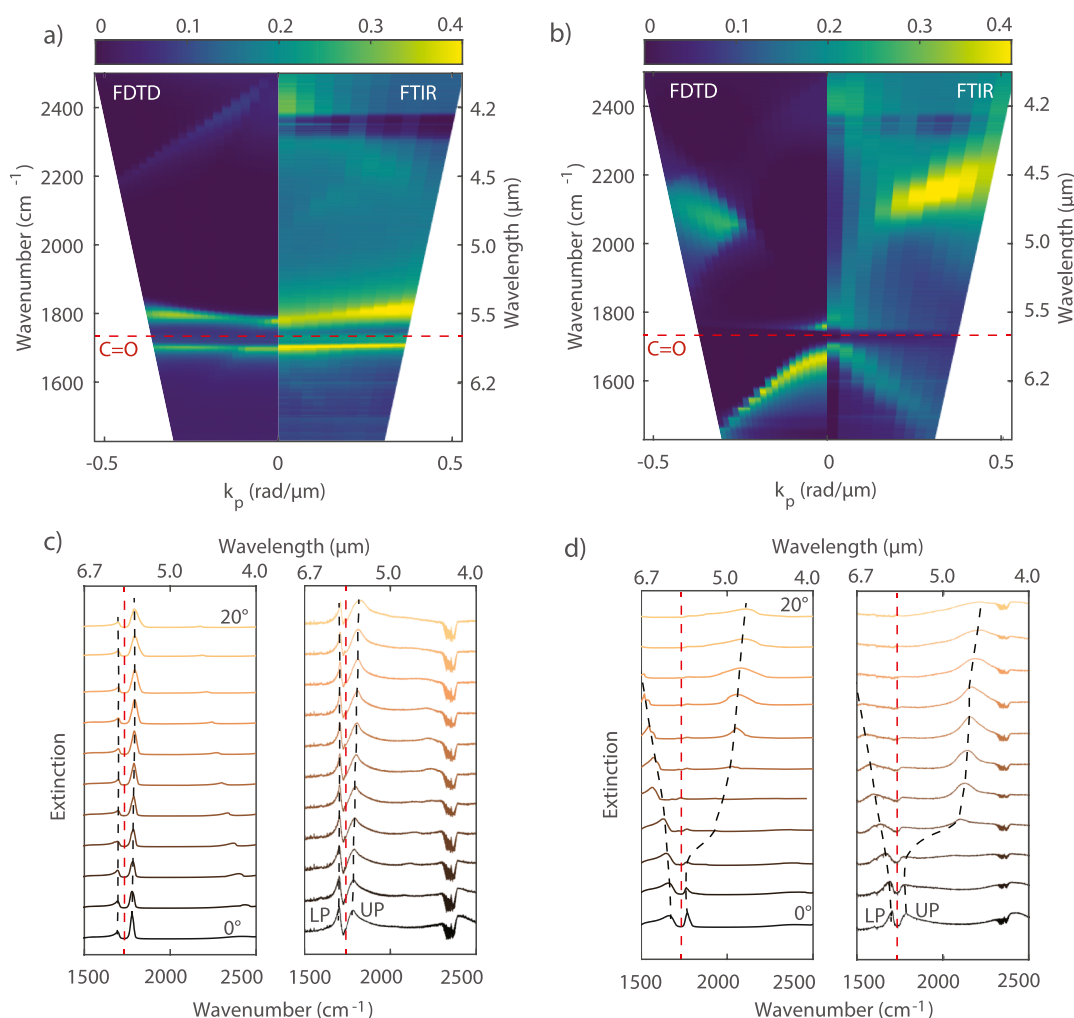 a)
0 0.1 0.2 0.3 0.4
FDTD FTIR
2400
2200
2000
1800
1600
Wavenumber (cm -1)
4.2
4.5
5.0
5.5
6.2
Wavelength (μm)
C=O
-0.5 0 0.5
kp (rad/μm)
b)
0 0.1 0.2 0.3 0.4
FDTD FTIR
2400
2200
2000
1800
1600
Wavenumber (cm -1)
4.2
4.5
5.0
5.5
6.2
Wavelength (μm)
C=O
-0.5 0 0.5
kp (rad/μm)
c)
Wavelength (μm)
6.7 5.0 4.0 6.7 5.0 4.0
20°
Extinction
0°
LP UP
1500 2000 2500 1500 2000 2500
Wavenumber (cm-1)
d)
Wavelength (μm)
6.7 4.7 4.0 6.7 4.7 4.0
20°
Extinction
0°
LP UP
1500 2000 2500 1500 2000 2500
Wavenumber (cm-1)